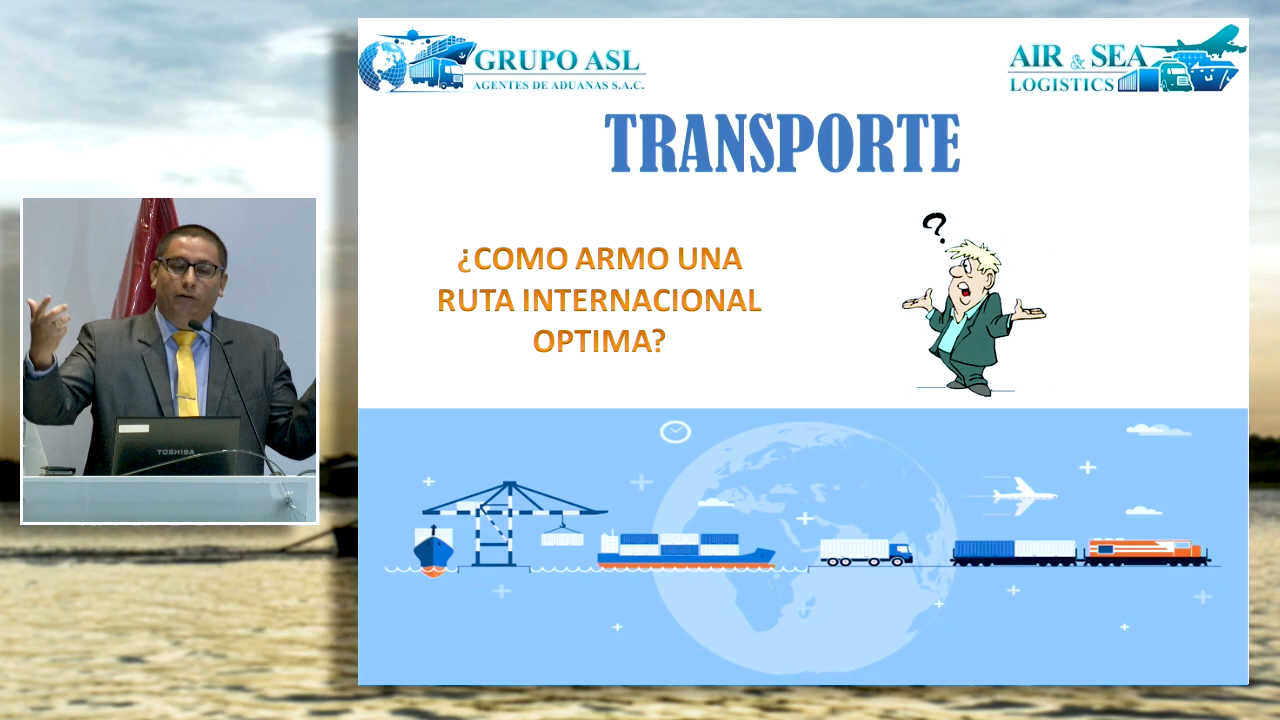 GRUPO ASL
AGENTES DE ADUANAS S.A.C.
AIR & SEA
LOGISTICS
TRANSPORTE
?
¿COMO ARMO UNA
RUTA INTERNACIONAL
OPTIMA?
TOSHIBA